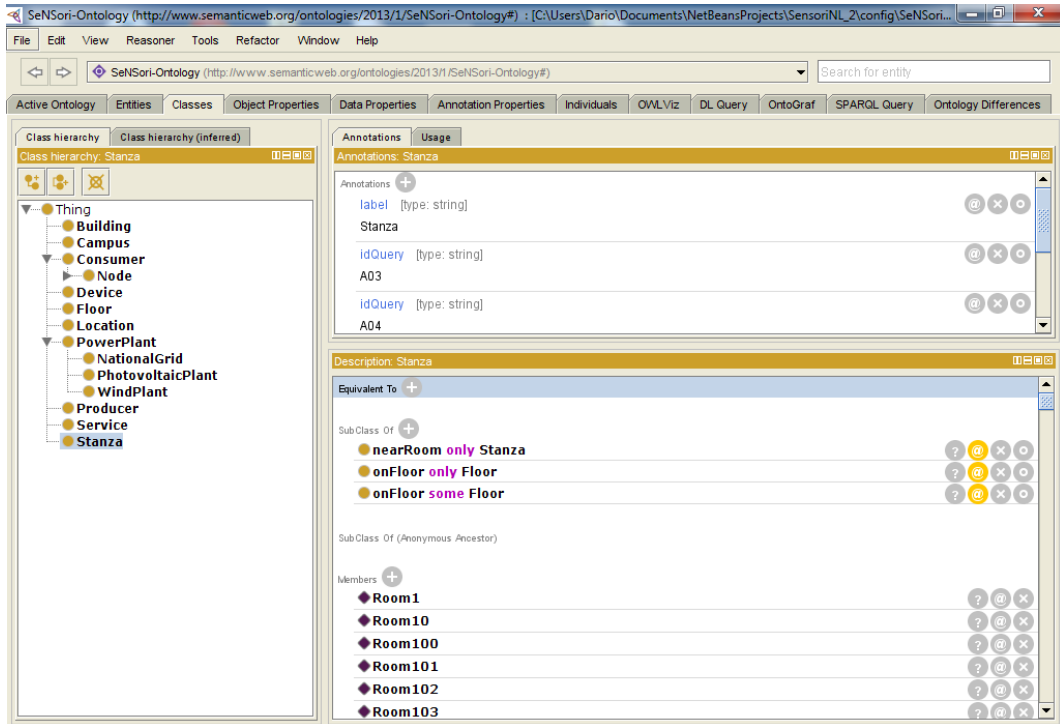 SeNSori-Ontology (http://www.semanticweb.org/ontologies/2013/1/SeNSori-Ontology#) : [C:\Users\Dario\Documents\NetBeansProjects\SensoriNL_2\config\SeNSori...
File Edit View Reasoner Tools Refactor Window Help
SeNSori-Ontology (http://www.semanticweb.org/ontologies/2013/1/SeNSori-Ontology#) Search for entity
Active Ontology Entities Classes Object Properties Data Properties Annotation Properties Individuals OWLViz DL Query OntoGraf SPARQL Query Ontology Differences
Class hierarchy Class hierarchy (inferred)
Class hierarchy: Stanza
Thing
Building
Campus
Consumer
Node
Device
Floor
Location
PowerPlant
NationalGrid
PhotovoltaicPlant
WindPlant
Producer
Service
Stanza
Annotations Usage
Annotations: Stanza
Annotations
label [type: string]
Stanza
idQuery [type: string]
A03
idQuery [type: string]
A04
Description: Stanza
Equivalent To
SubClass Of
nearRoom only Stanza
onFloor only Floor
onFloor some Floor
SubClass Of (Anonymous Ancestor)
Members
Room1
Room10
Room100
Room101
Room102
Room103